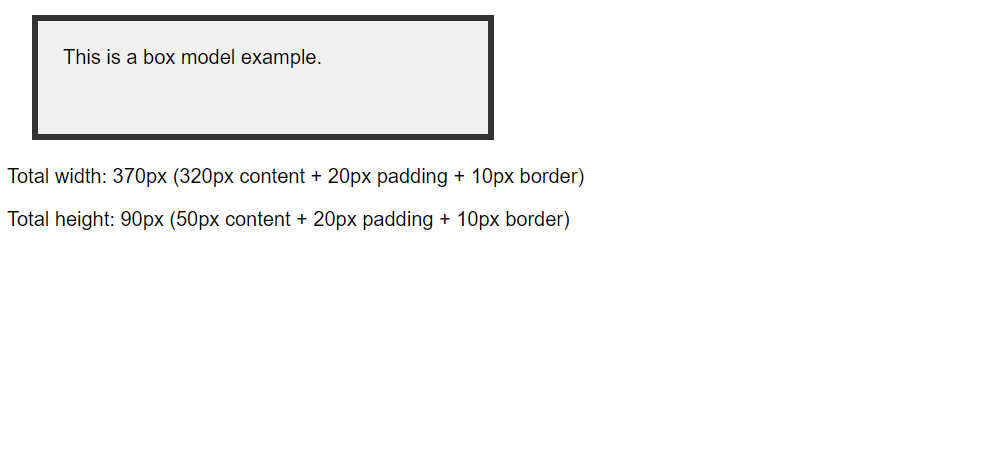 This is a box model example.
Total width: 370px (320px content + 20px padding + 10px border)
Total height: 90px (50px content + 20px padding + 10px border)